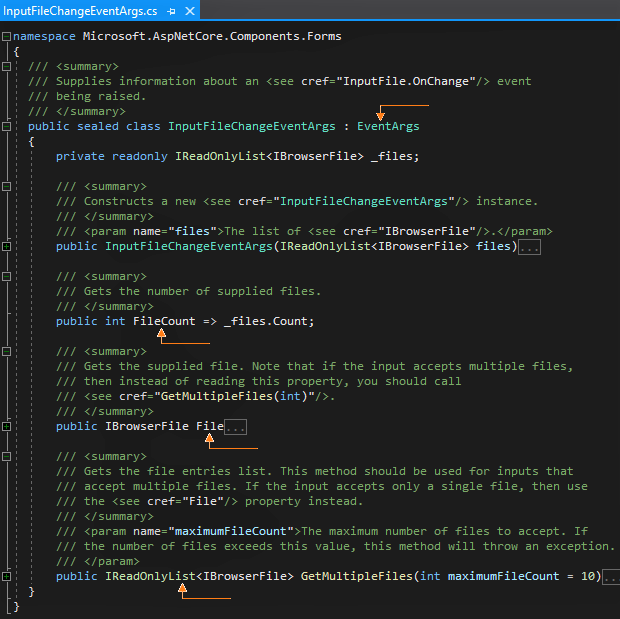 InputFileChangeEventArgs.cs
namespace Microsoft.AspNetCore.Components.Forms
{
/// <summary>
/// Supplies information about an <see cref="InputFile.OnChange"/> event
/// being raised.
/// </summary>
public sealed class InputFileChangeEventArgs : EventArgs
{
private readonly IReadOnlyList<IBrowserFile> _files;
/// <summary>
/// Constructs a new <see cref="InputFileChangeEventArgs"/> instance.
/// </summary>
/// <param name="files">The list of <see cref="IBrowserFile"/>.</param>
public InputFileChangeEventArgs(IReadOnlyList<IBrowserFile> files)...
/// <summary>
/// Gets the number of supplied files.
/// </summary>
public int FileCount => _files.Count;
/// <summary>
/// Gets the supplied file. Note that if the input accepts multiple files,
/// then instead of reading this property, you should call
/// <see cref="GetMultipleFiles(int)"/>.
/// </summary>
public IBrowserFile File...
/// <summary>
/// Gets the file entries list. This method should be used for inputs that
/// accept multiple files. If the input accepts only a single file, then use
/// the <see cref="File"/> property instead.
/// </summary>
/// <param name="maximumFileCount">The maximum number of files to accept. If
/// the number of files exceeds this value, this method will throw an exception.
/// </param>
public IReadOnlyList<IBrowserFile> GetMultipleFiles(int maximumFileCount = 10)...
}
}